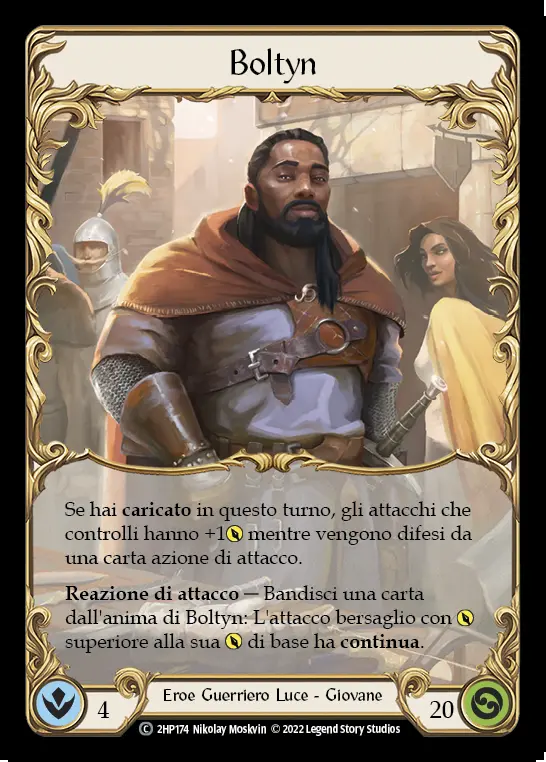 Boltyn
Se hai caricato in questo turno, gli attacchi che
controlli hanno +1 mentre vengono difesi da
una carta azione di attacco.
Reazione di attacco — Bandisci una carta
dall'anima di Boltyn: L'attacco bersaglio con
superiore alla sua di base ha continua.
4
Eroe Guerriero Luce - Giovane
20
C 2HP174 Nikolay Moskvin © 2022 Legend Story Studios